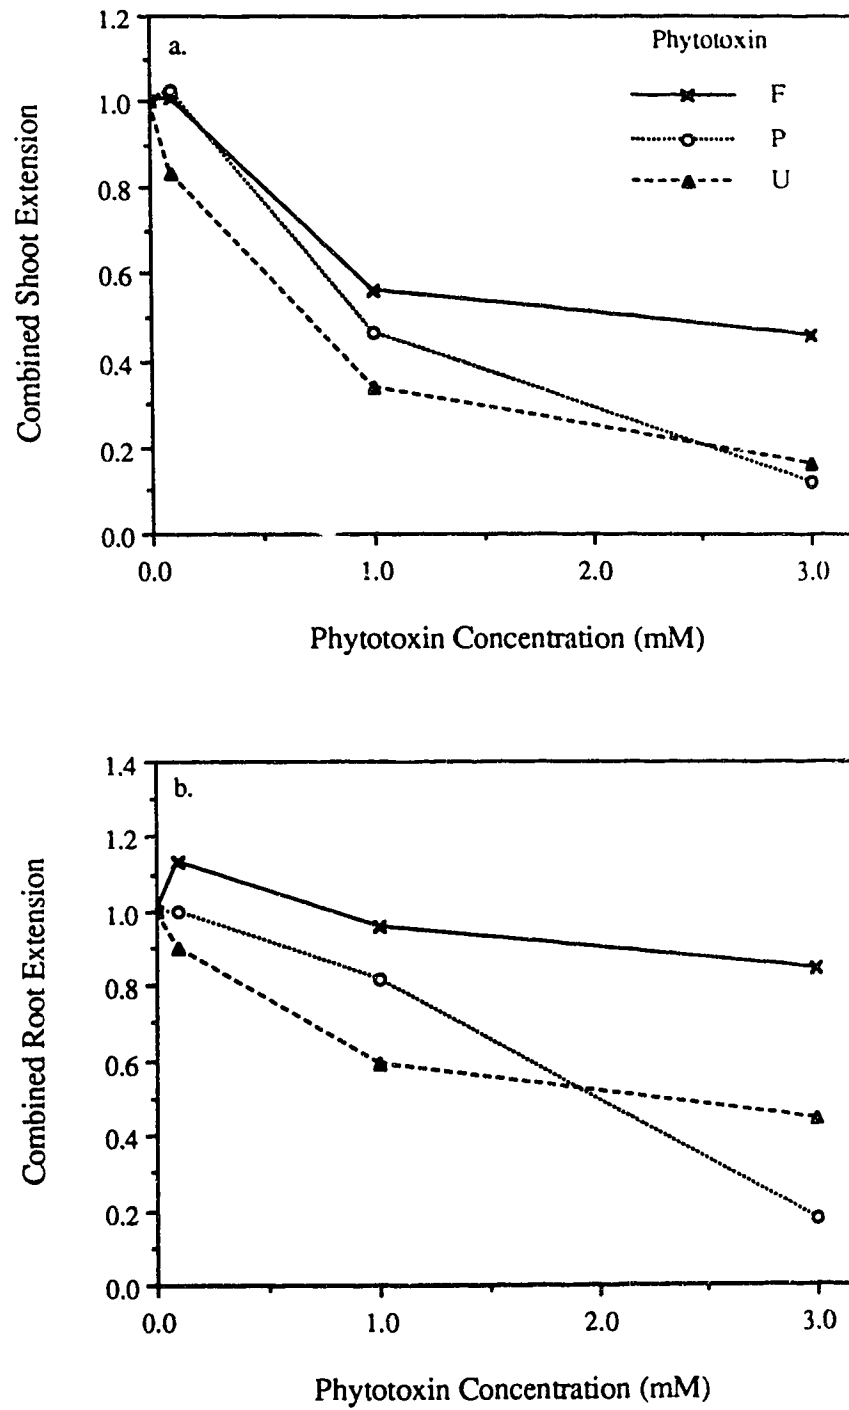 1.2
a.
Phytotoxin
F
P
U
1.0
0.8
0.6
0.4
0.2
0.0
Combined Shoot Extension
0.0 1.0 2.0 3.0
Phytotoxin Concentration (mM)
1.4
b.
1.2
1.0
0.8
0.6
0.4
0.2
0.0
Combined Root Extension
0.0 1.0 2.0 3.0
Phytotoxin Concentration (mM)